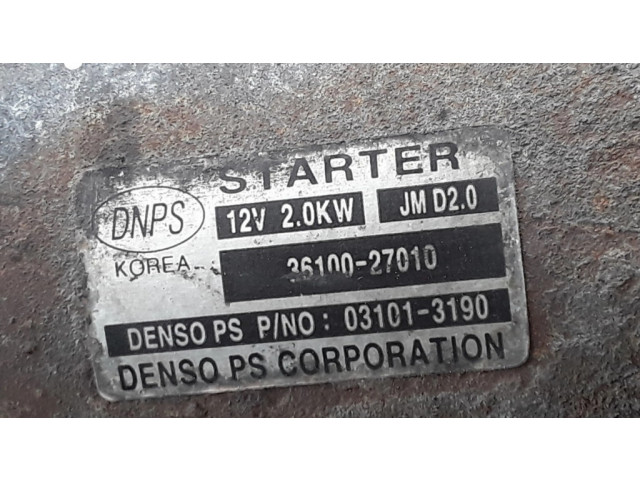 STARTER
DNPS 12V 2.0KW JM D2.0
KOREA 36100-27010
DENSO PS P/NO : 03101-3190
DENSO PS CORPORATION